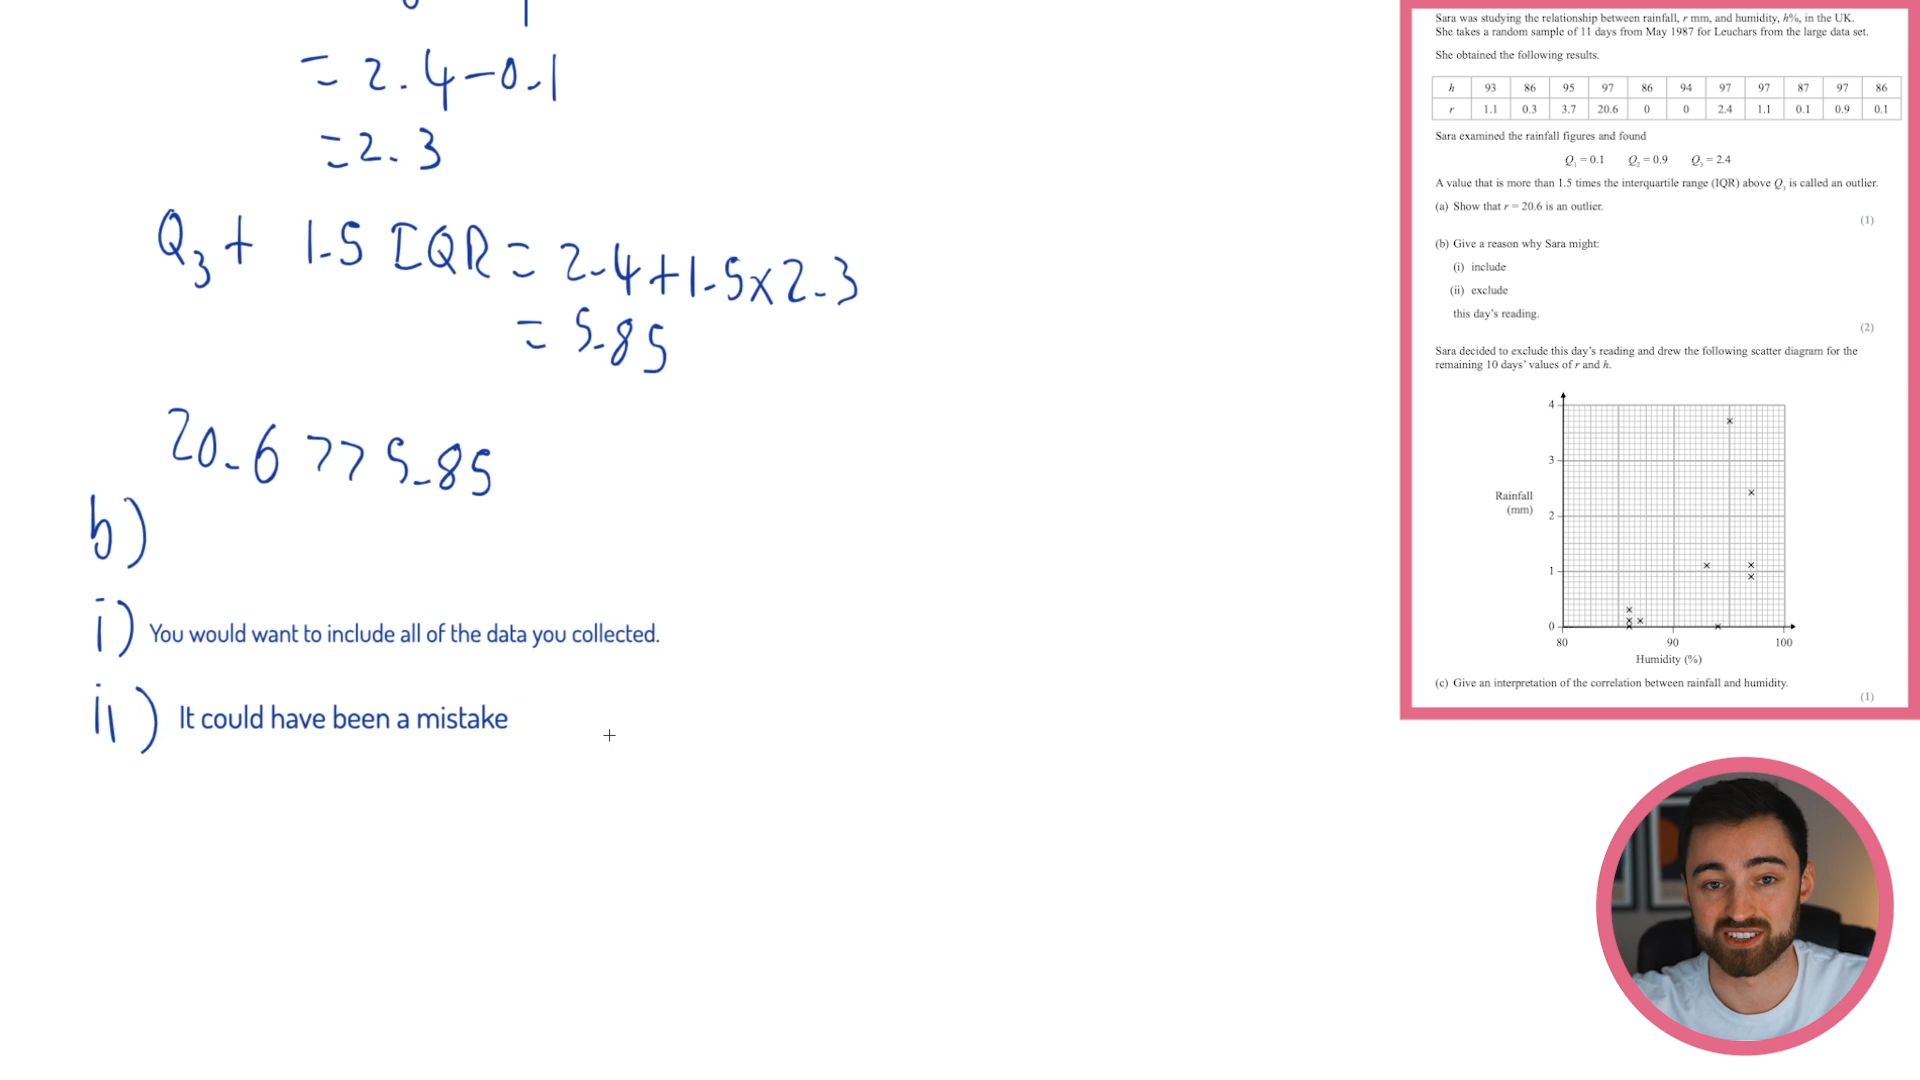 = 2.4-0.1
= 2.3
Q3 + 1.5 IQR = 2.4+1.5x2.3
= 5.85
20.6 >> 5.85
b)
i) You would want to include all of the data you collected.
ii) It could have been a mistake
Sara was studying the relationship between rainfall, r mm, and humidity, h%, in the UK.
She takes a random sample of 11 days from May 1987 for Leuchars from the large data set.
She obtained the following results.
h 93 86 95 97 86 94 97 97 87 97 86
r 1.1 0.3 3.7 20.6 0 0 2.4 1.1 0.1 0.9 0.1
Sara examined the rainfall figures and found
Q1 = 0.1 Q2 = 0.9 Q3 = 2.4
A value that is more than 1.5 times the interquartile range (IQR) above Q3 is called an outlier.
(a) Show that r = 20.6 is an outlier.
(1)
(b) Give a reason why Sara might:
(i) include
(ii) exclude
this day's reading.
(2)
Sara decided to exclude this day's reading and drew the following scatter diagram for the
remaining 10 days' values of r and h.
4
3
Rainfall
(mm)
2
1
0
80 90 100
Humidity (%)
(c) Give an interpretation of the correlation between rainfall and humidity.
(1)